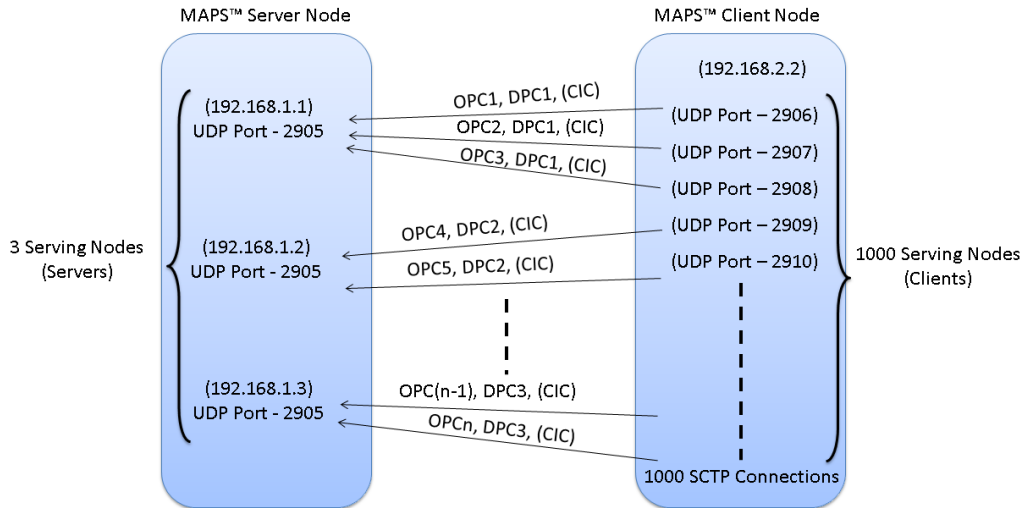 MAPS™ Server Node
MAPS™ Client Node
(192.168.2.2)
(192.168.1.1)
UDP Port - 2905
OPC1, DPC1, (CIC)
(UDP Port – 2906)
OPC2, DPC1, (CIC)
(UDP Port – 2907)
OPC3, DPC1, (CIC)
(UDP Port – 2908)
3 Serving Nodes
(Servers)
(192.168.1.2)
UDP Port - 2905
OPC4, DPC2, (CIC)
(UDP Port – 2909)
OPC5, DPC2, (CIC)
(UDP Port – 2910)
1000 Serving Nodes
(Clients)
(192.168.1.3)
UDP Port - 2905
OPC(n-1), DPC3, (CIC)
OPCn, DPC3, (CIC)
1000 SCTP Connections